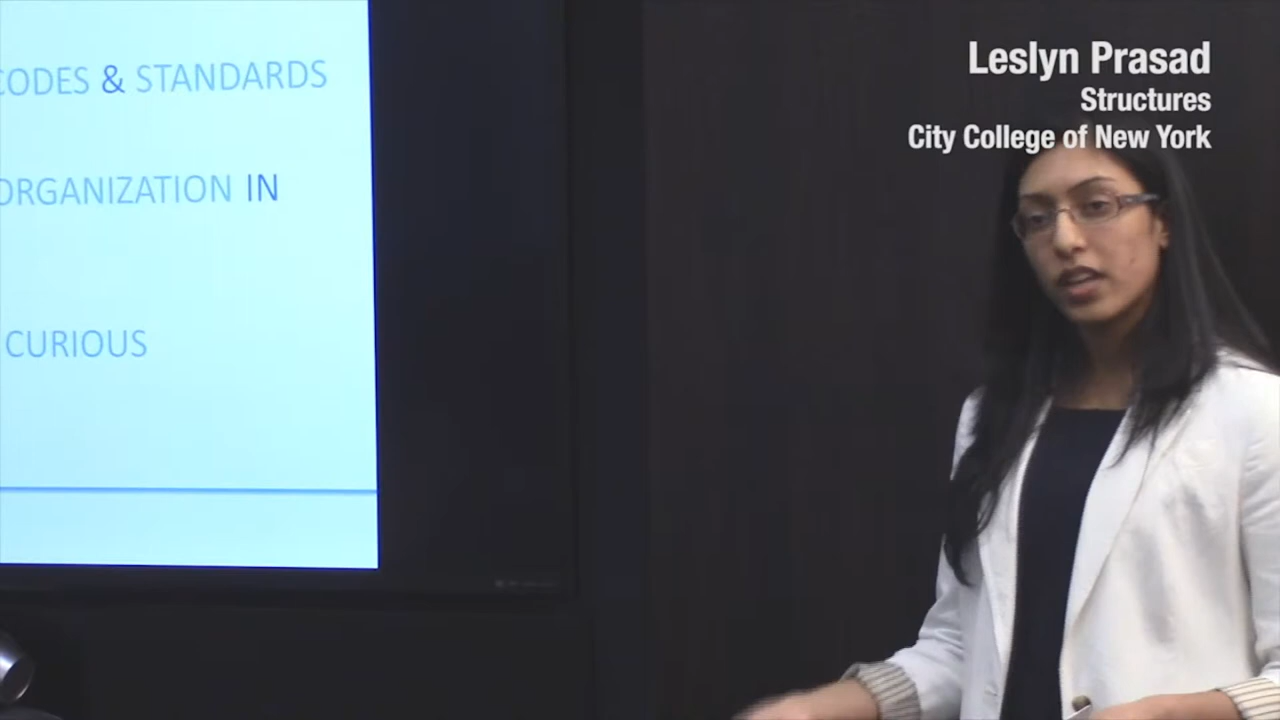 CODES & STANDARDS
ORGANIZATION IN
CURIOUS
Leslyn Prasad
Structures
City College of New York